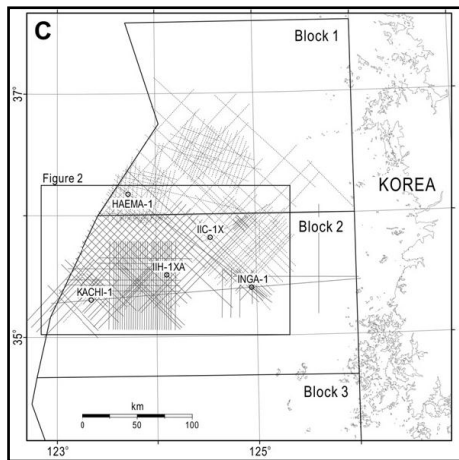 C
Block 1
37°
KOREA
Figure 2
HAEMA-1
Block 2
IIC-1X
IIH-1XA
INGA-1
KACHI-1
35°
km
0 50 100
Block 3
123° 125°